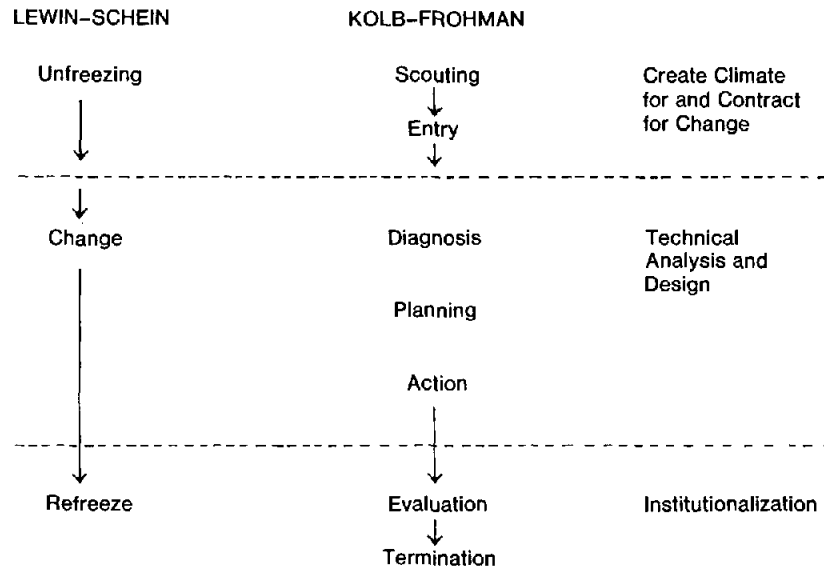 LEWIN–SCHEIN
KOLB–FROHMAN
Unfreezing
Scouting
Create Climate
for and Contract
for Change
Entry
Change
Diagnosis
Technical
Analysis and
Design
Planning
Action
Refreeze
Evaluation
Institutionalization
Termination